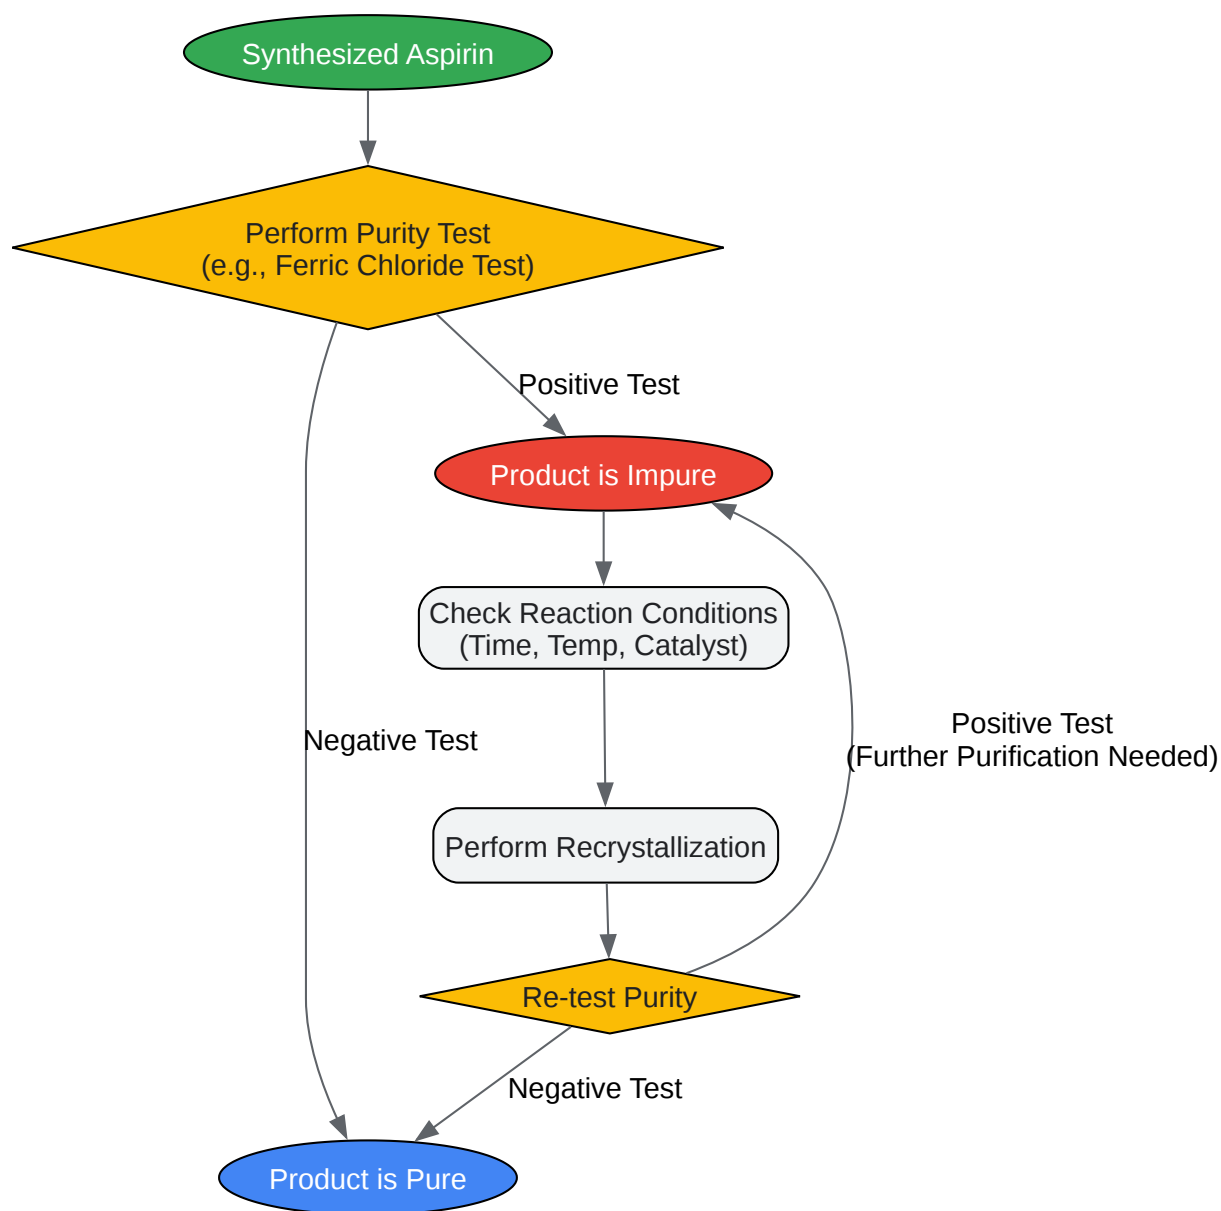 Synthesized Aspirin
Perform Purity Test
(e.g., Ferric Chloride Test)
Positive Test
Product is Impure
Check Reaction Conditions
(Time, Temp, Catalyst)
Negative Test
Positive Test
(Further Purification Needed)
Perform Recrystallization
Re-test Purity
Negative Test
Product is Pure